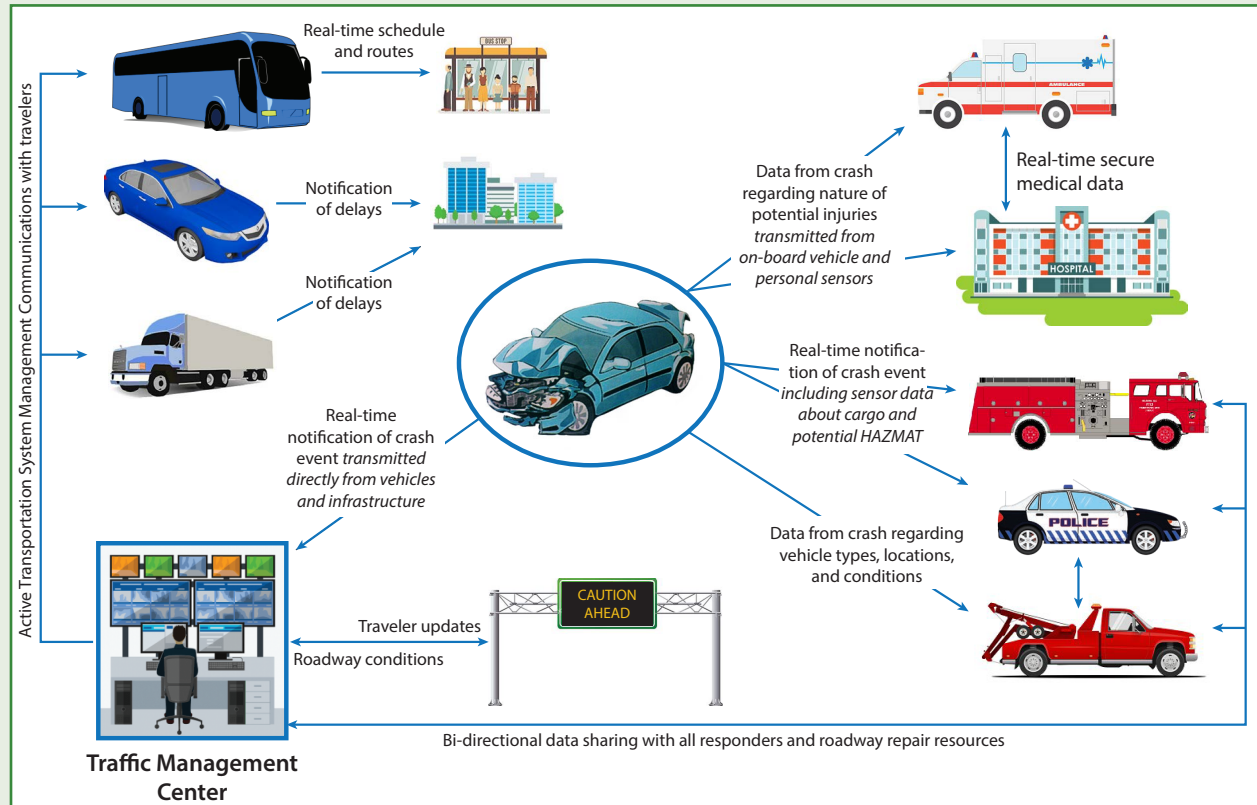 Active Transportation System Management Communications with travelers
Real-time schedule
and routes
BUS STOP
Notification
of delays
Notification
of delays
AMBULANCE
Data from crash
regarding nature of
potential injuries
transmitted from
on-board vehicle and
personal sensors
Real-time secure
medical data
HOSPITAL
Real-time notifica-
tion of crash event
including sensor data
about cargo and
potential HAZMAT
Real-time
notification of crash
event transmitted
directly from vehicles
and infrastructure
POLICE
Data from crash regarding
vehicle types, locations,
and conditions
CAUTION
AHEAD
Traveler updates
Roadway conditions
Bi-directional data sharing with all responders and roadway repair resources
Traffic Management
Center